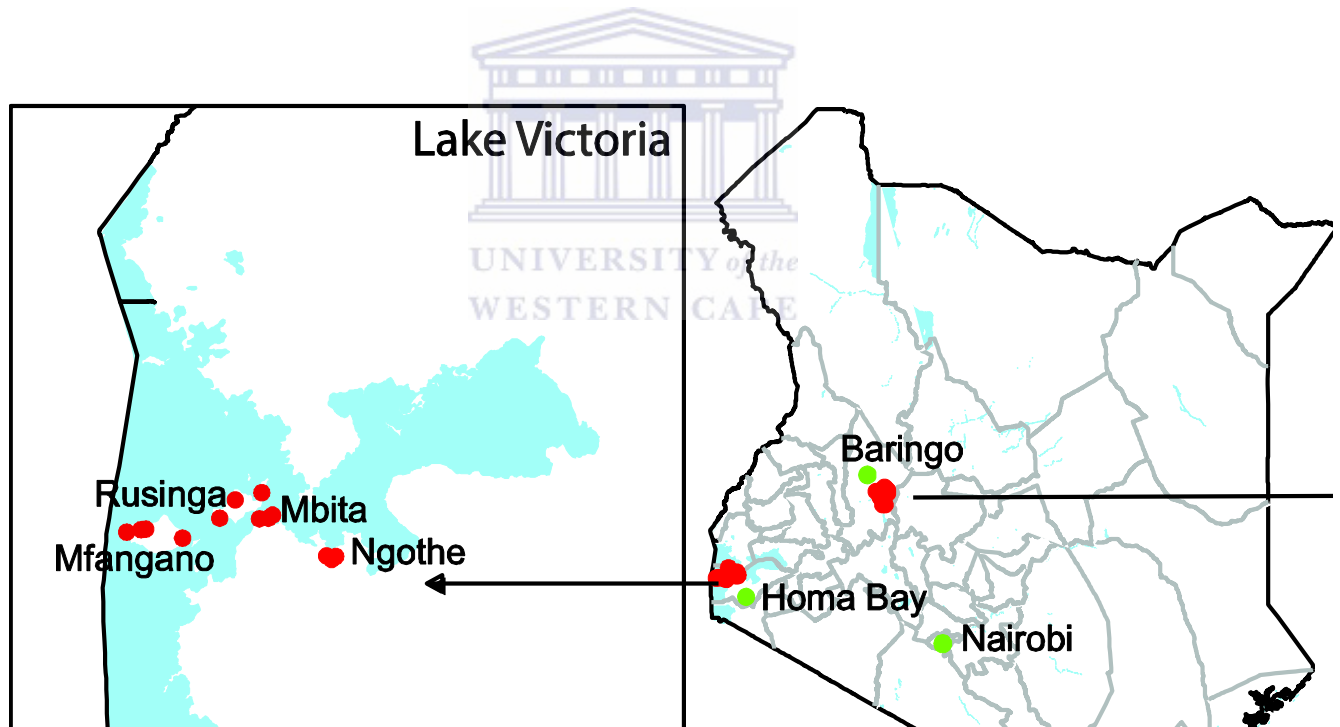 Lake Victoria
UNIVERSITY of the
WESTERN CAPE
Rusinga
Mbita
Mfangano
Ngothe
Baringo
Homa Bay
Nairobi